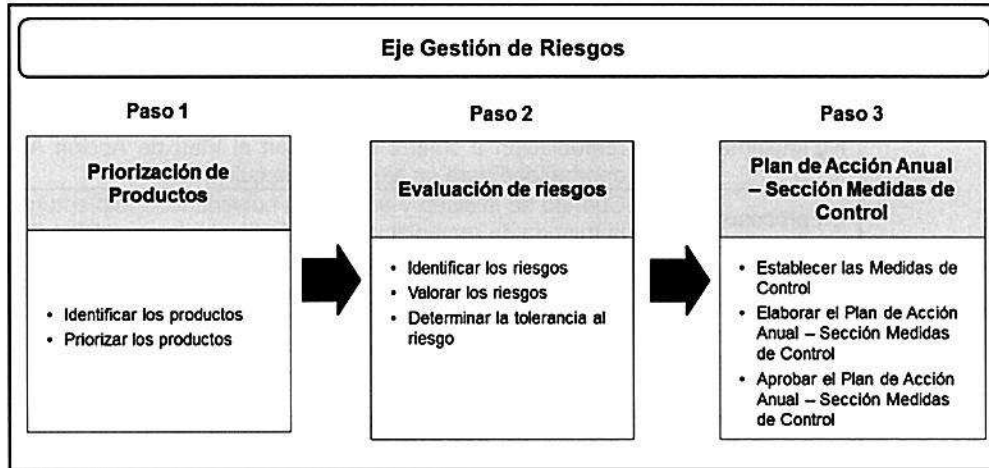 Eje Gestión de Riesgos
Paso 1
Priorización de
Productos
• Identificar los productos
• Priorizar los productos
Paso 2
Evaluación de riesgos
• Identificar los riesgos
• Valorar los riesgos
• Determinar la tolerancia al
riesgo
Paso 3
Plan de Acción Anual
– Sección Medidas de
Control
• Establecer las Medidas de
Control
• Elaborar el Plan de Acción
Anual – Sección Medidas
de Control
• Aprobar el Plan de Acción
Anual – Sección Medidas
de Control